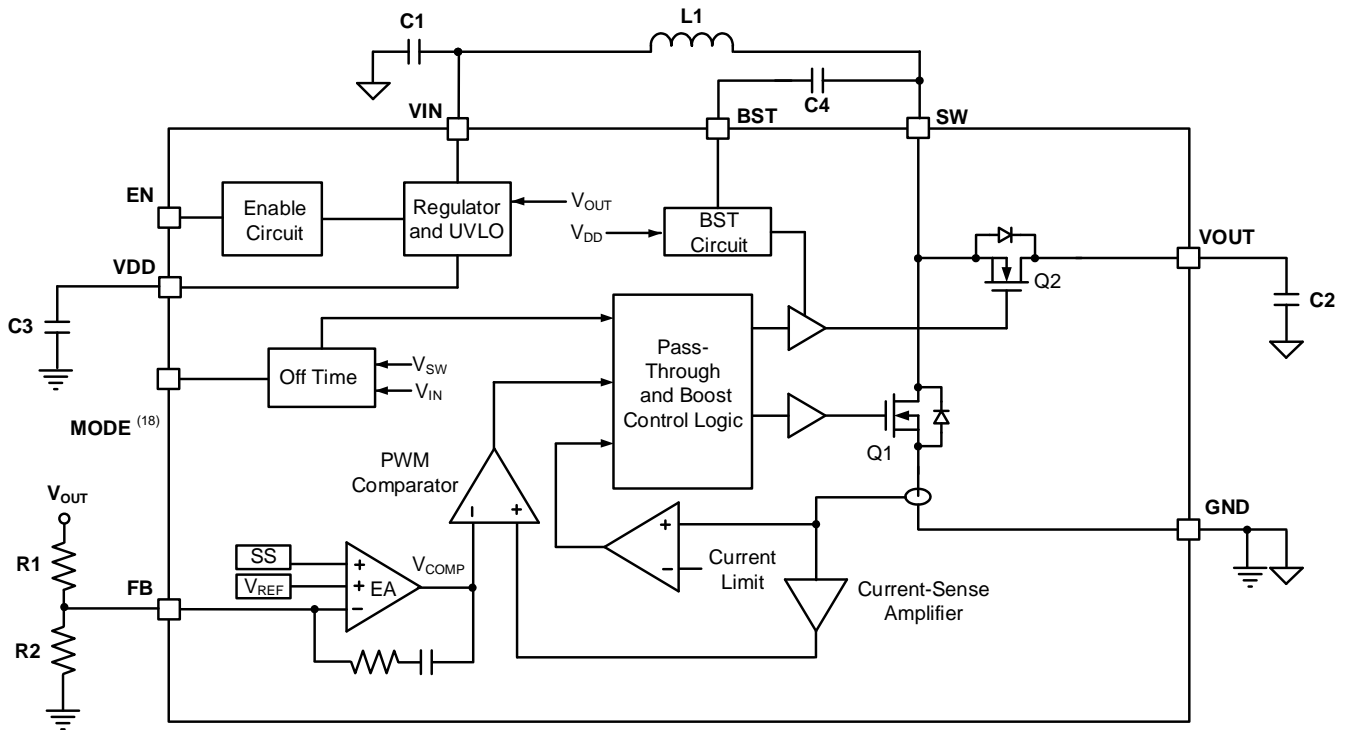 C1
L1
C4
VIN
BST
SW
EN
Enable
Circuit
Regulator
and UVLO
VOUT
VDD
BST
Circuit
VOUT
VDD
Q2
C2
C3
Off Time
VSW
VIN
Pass-
Through
and Boost
Control Logic
MODE (18)
Q1
PWM
Comparator
VOUT
GND
R1
SS
VREF
+
+
−
EA
VCOMP
−
+
+
−
Current
Limit
Current-Sense
Amplifier
FB
R2